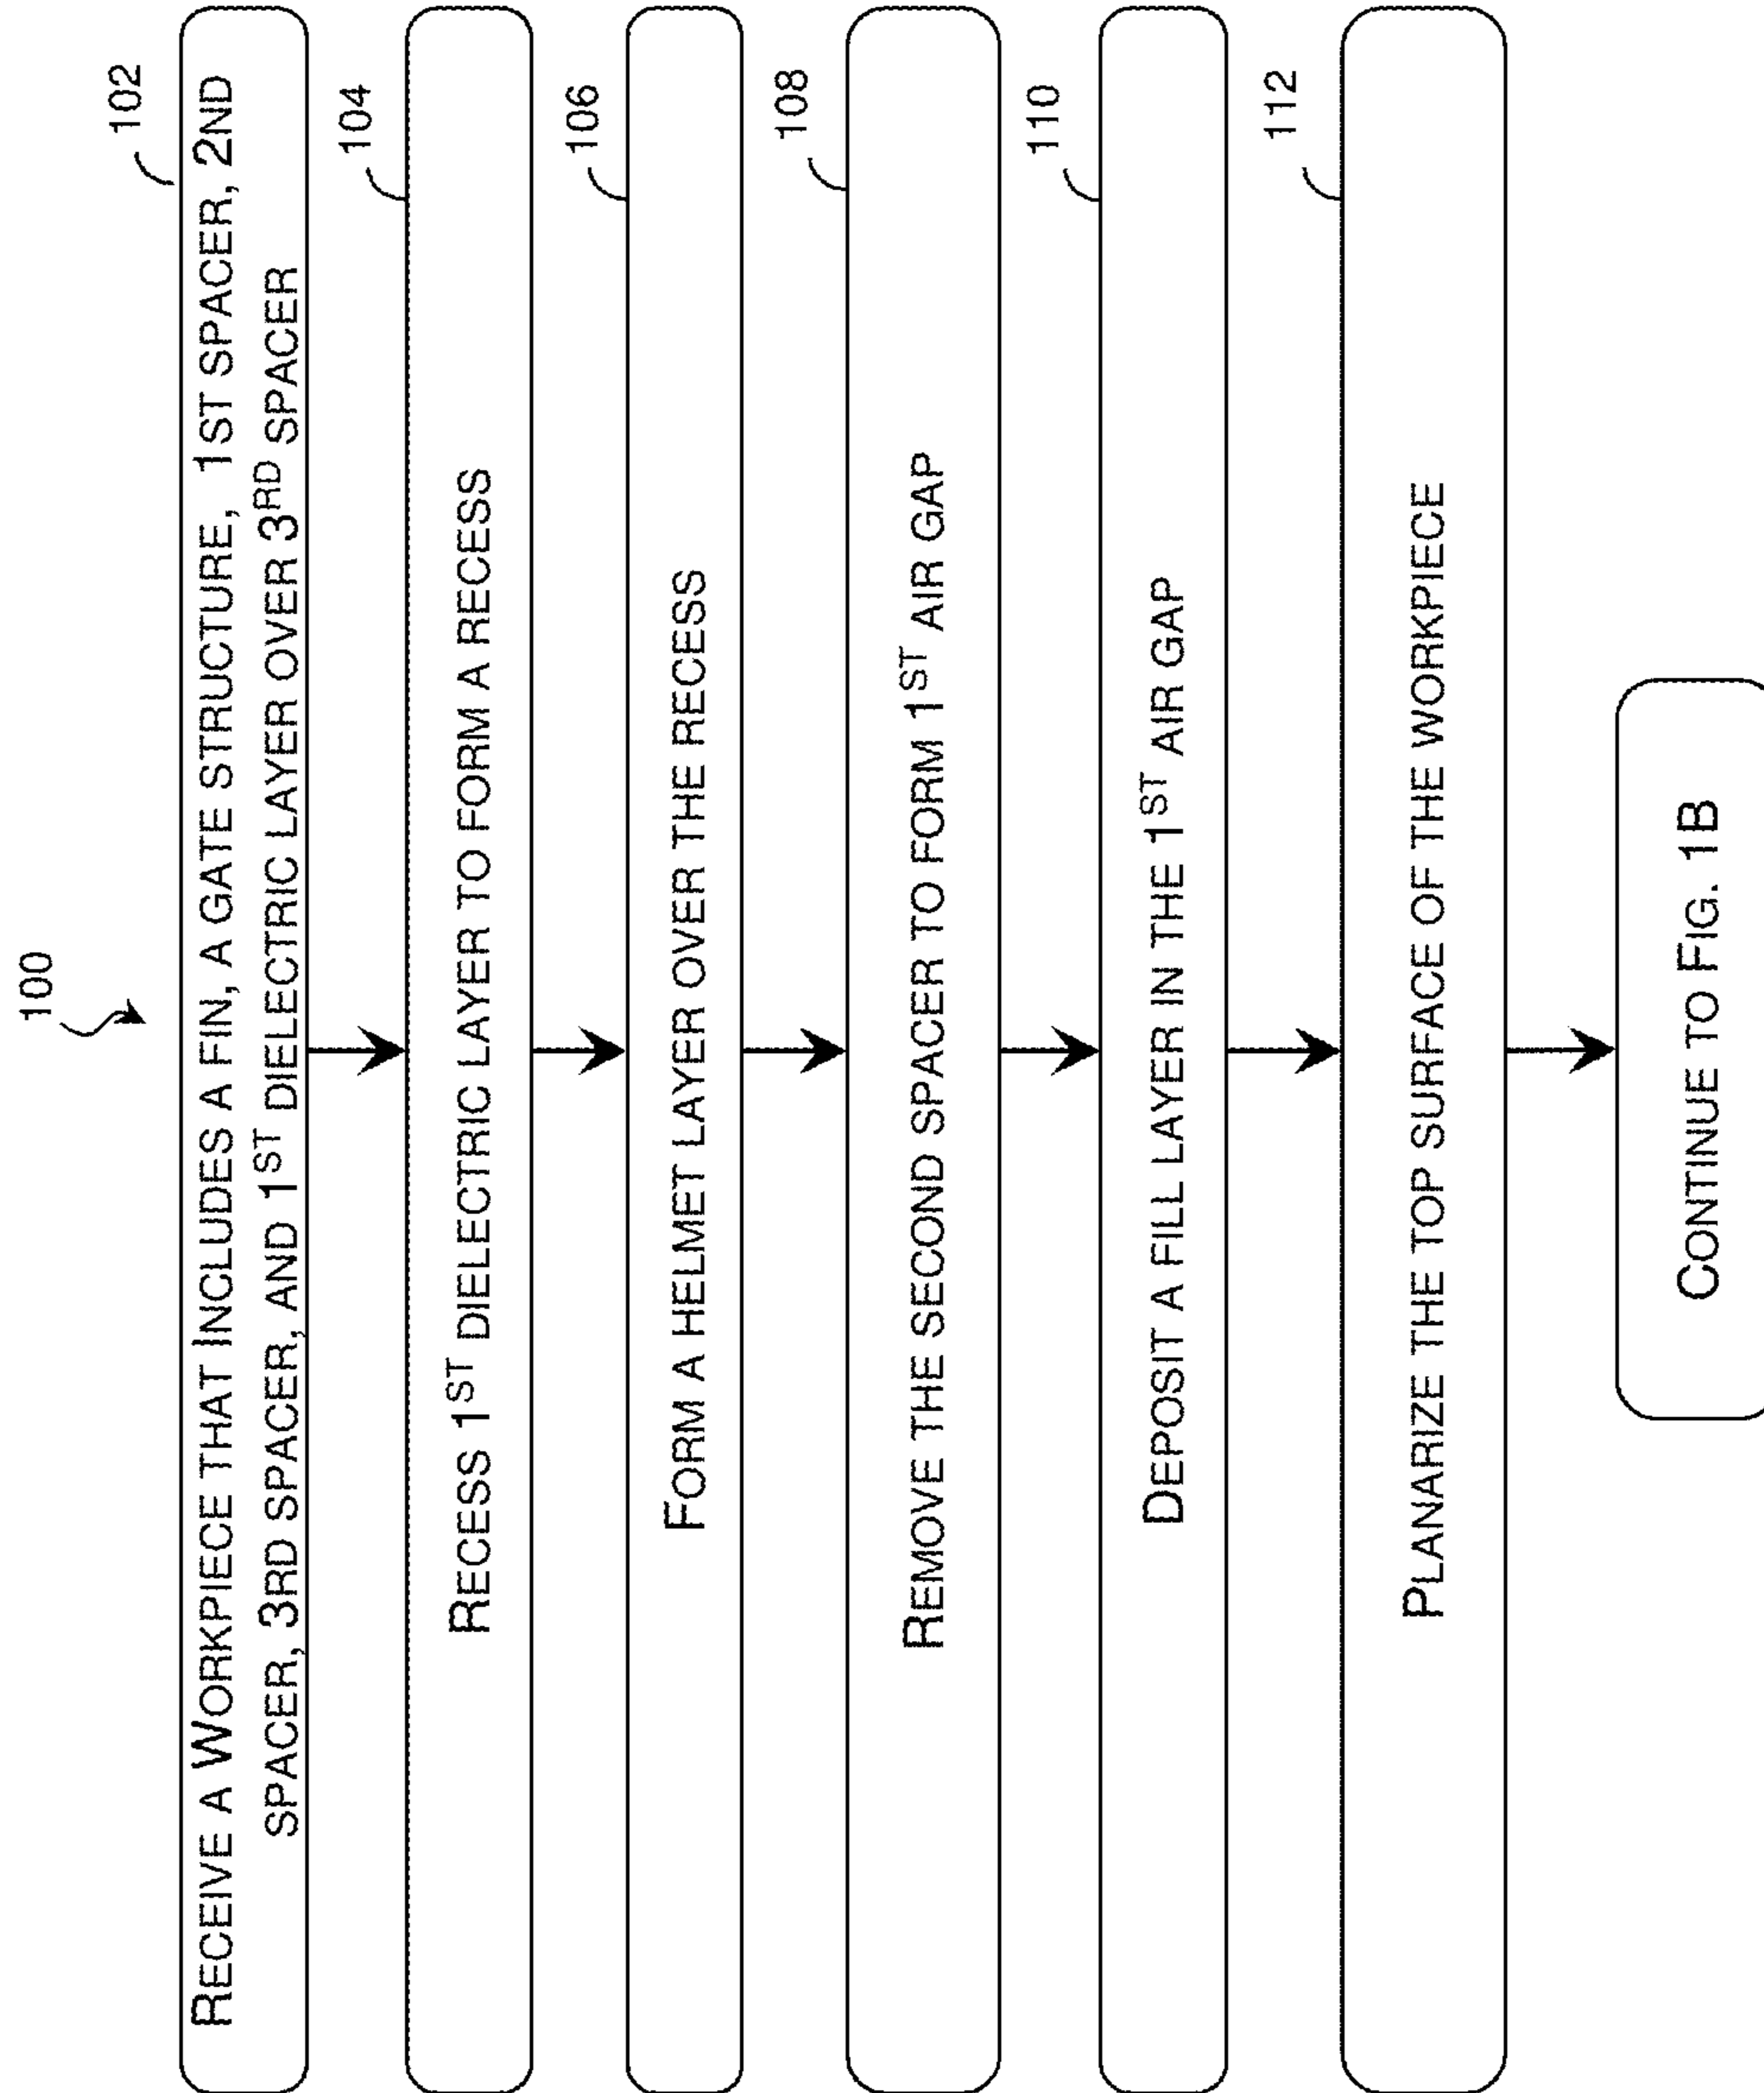 100
102
RECEIVE A WORKPIECE THAT INCLUDES A FIN, A GATE STRUCTURE, 1ST SPACER, 2ND
SPACER, 3RD SPACER, AND 1ST DIELECTRIC LAYER OVER 3RD SPACER
104
RECESS 1ST DIELECTRIC LAYER TO FORM A RECESS
106
FORM A HELMET LAYER OVER THE RECESS
108
REMOVE THE SECOND SPACER TO FORM 1ST AIR GAP
110
DEPOSIT A FILL LAYER IN THE 1ST AIR GAP
112
PLANARIZE THE TOP SURFACE OF THE WORKPIECE
CONTINUE TO FIG. 1B